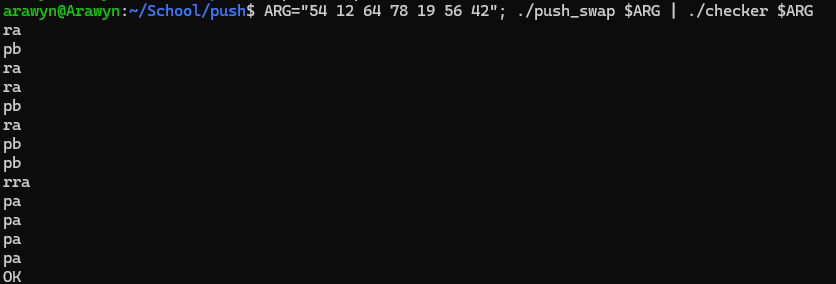 arawyn@Arawyn:~/School/push$ ARG="54 12 64 78 19 56 42"; ./push_swap $ARG | ./checker $ARG
ra
pb
ra
ra
pb
ra
pb
pb
rra
pa
pa
pa
pa
OK